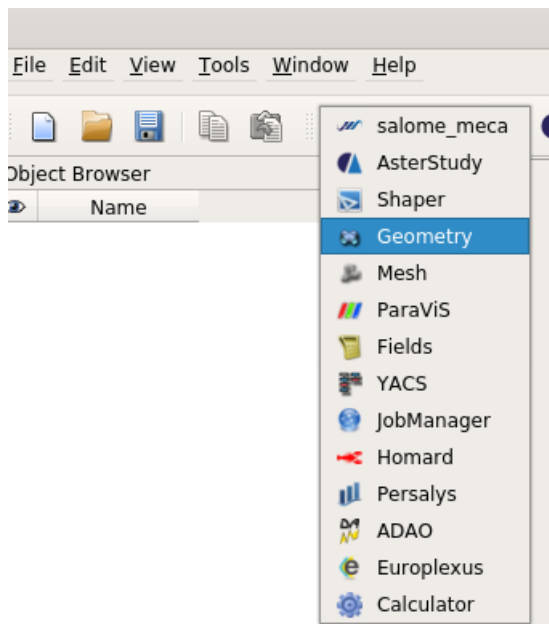 File Edit View Tools Window Help
Object Browser
Name
salome_meca
AsterStudy
Shaper
Geometry
Mesh
ParaViS
Fields
YACS
JobManager
Homard
Persalys
ADAO
Europlexus
Calculator